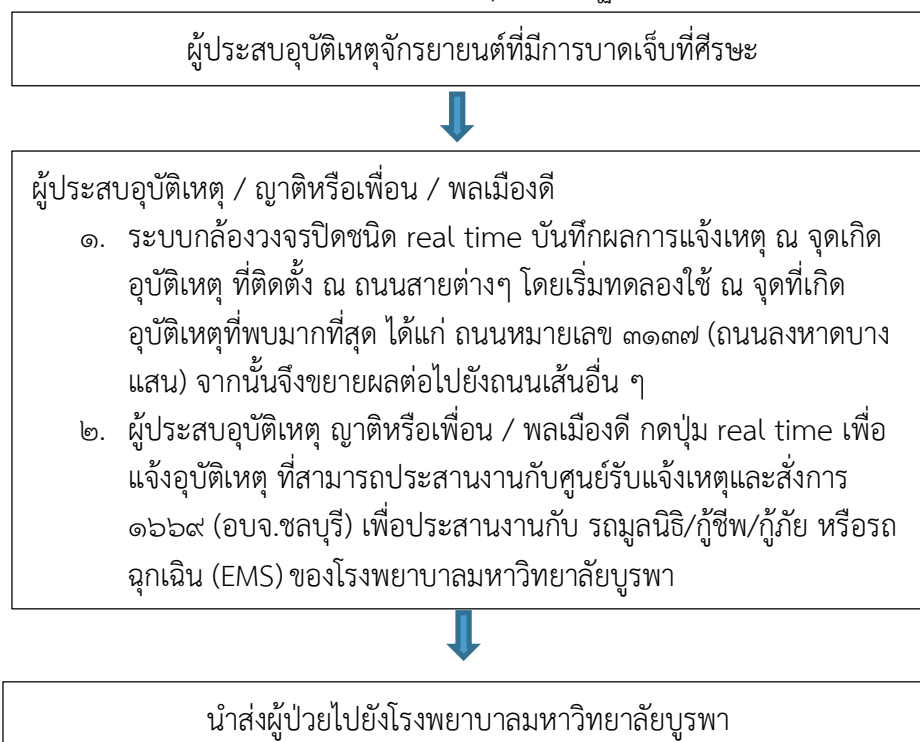 ผู้ประสบอุบัติเหตุจักรยายนต์ที่มีการบาดเจ็บที่ศีรษะ
ผู้ประสบอุบัติเหตุ / ญาติหรือเพื่อน / พลเมืองดี
๑. ระบบกล้องวงจรปิดชนิด real time บันทึกผลการแจ้งเหตุ ณ จุดเกิด
อุบัติเหตุ ที่ติดตั้ง ณ ถนนสายต่างๆ โดยเริ่มทดลองใช้ ณ จุดที่เกิด
อุบัติเหตุที่พบมากที่สุด ได้แก่ ถนนหมายเลข ๓๑๓๗ (ถนนลงหาดบาง
แสน) จากนั้นจึงขยายผลต่อไปยังถนนเส้นอื่น ๆ
๒. ผู้ประสบอุบัติเหตุ ญาติหรือเพื่อน / พลเมืองดี กดปุ่ม real time เพื่อ
แจ้งอุบัติเหตุ ที่สามารถประสานงานกับศูนย์รับแจ้งเหตุและสั่งการ
๑๖๖๙ (อบจ.ชลบุรี) เพื่อประสานงานกับ รถมูลนิธิ/กู้ชีพ/กู้ภัย หรือรถ
ฉุกเฉิน (EMS) ของโรงพยาบาลมหาวิทยาลัยบูรพา
นำส่งผู้ป่วยไปยังโรงพยาบาลมหาวิทยาลัยบูรพา